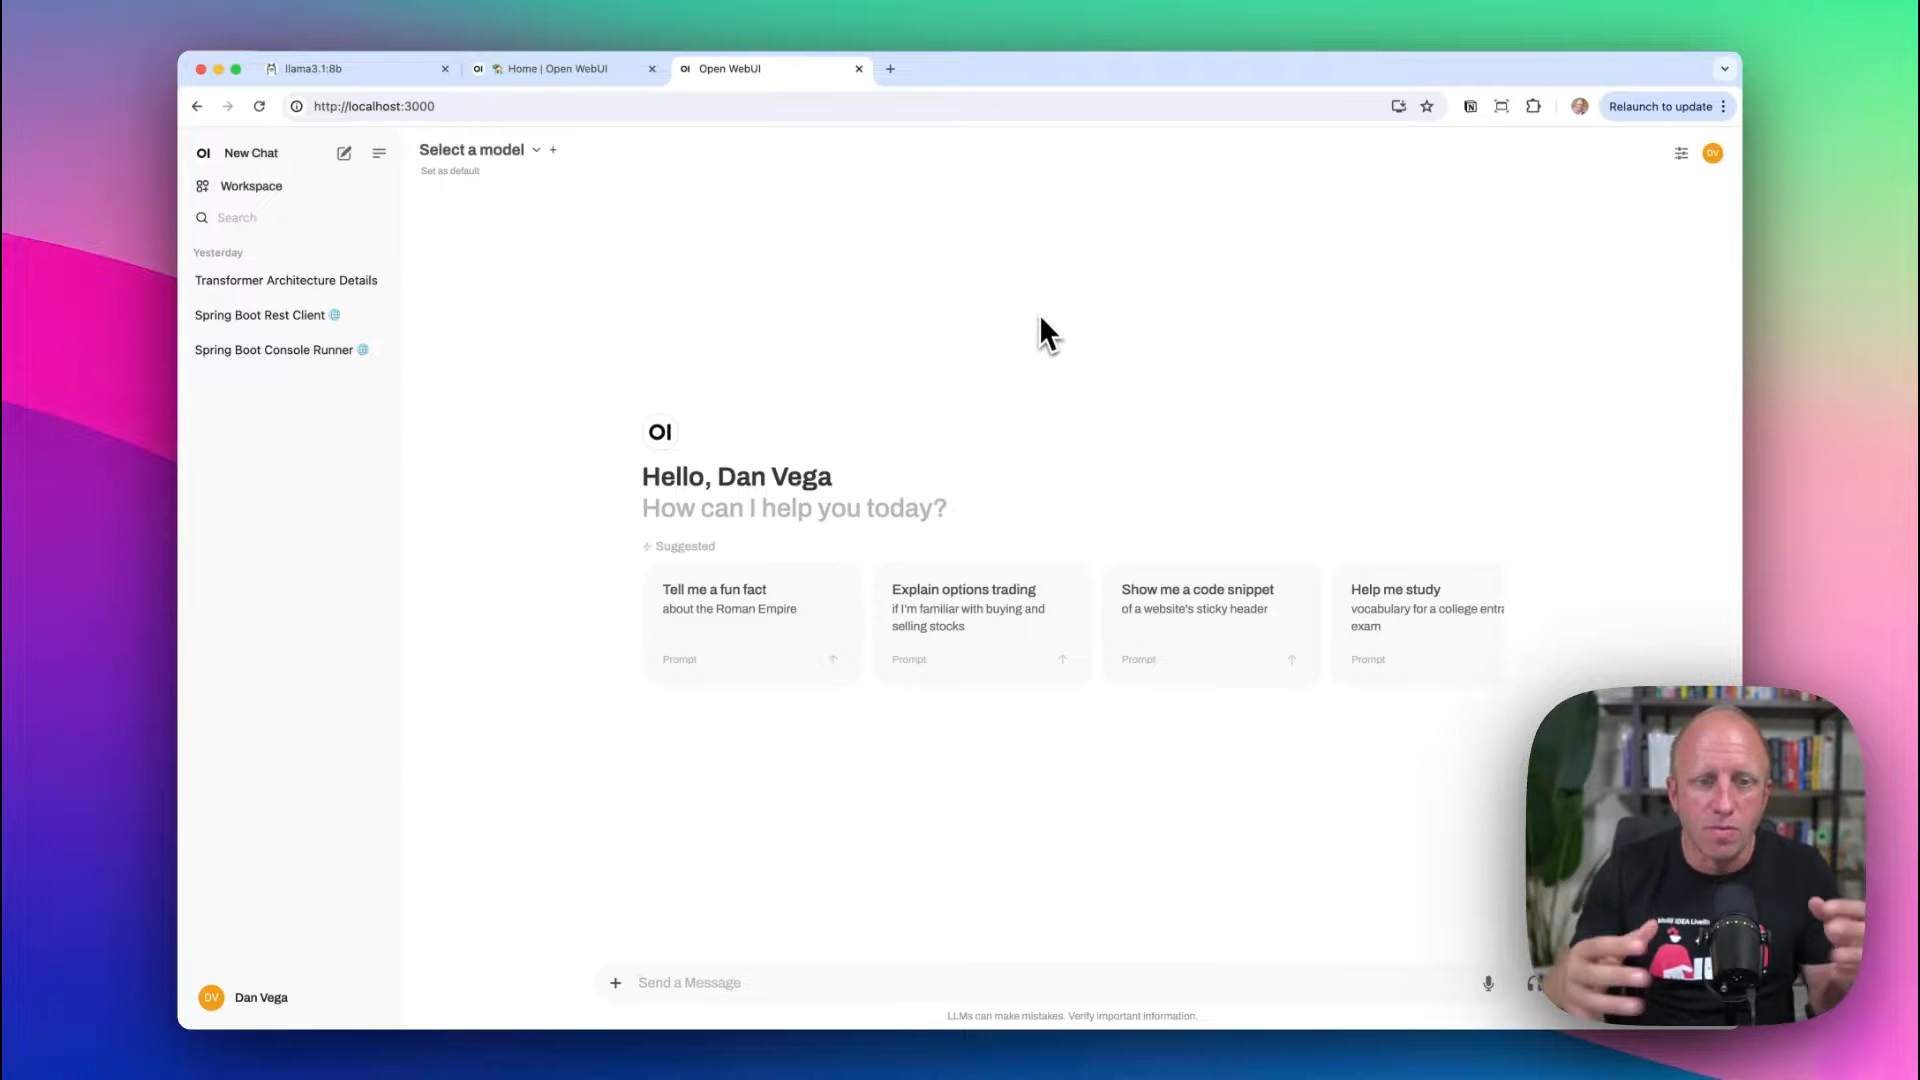 llama3.1:8b
OI 🏡 Home | Open WebUI
OI Open WebUI
http://localhost:3000
Relaunch to update
OI New Chat
Workspace
Search
Yesterday
Transformer Architecture Details
Spring Boot Rest Client 🌐
Spring Boot Console Runner 🌐
Select a model
Set as default
DV
OI
Hello, Dan Vega
How can I help you today?
Suggested
Tell me a fun fact
about the Roman Empire
Prompt
Explain options trading
if I'm familiar with buying and
selling stocks
Prompt
Show me a code snippet
of a website's sticky header
Prompt
Help me study
vocabulary for a college entra
exam
Prompt
Send a Message
LLMs can make mistakes. Verify important information.
DV Dan Vega